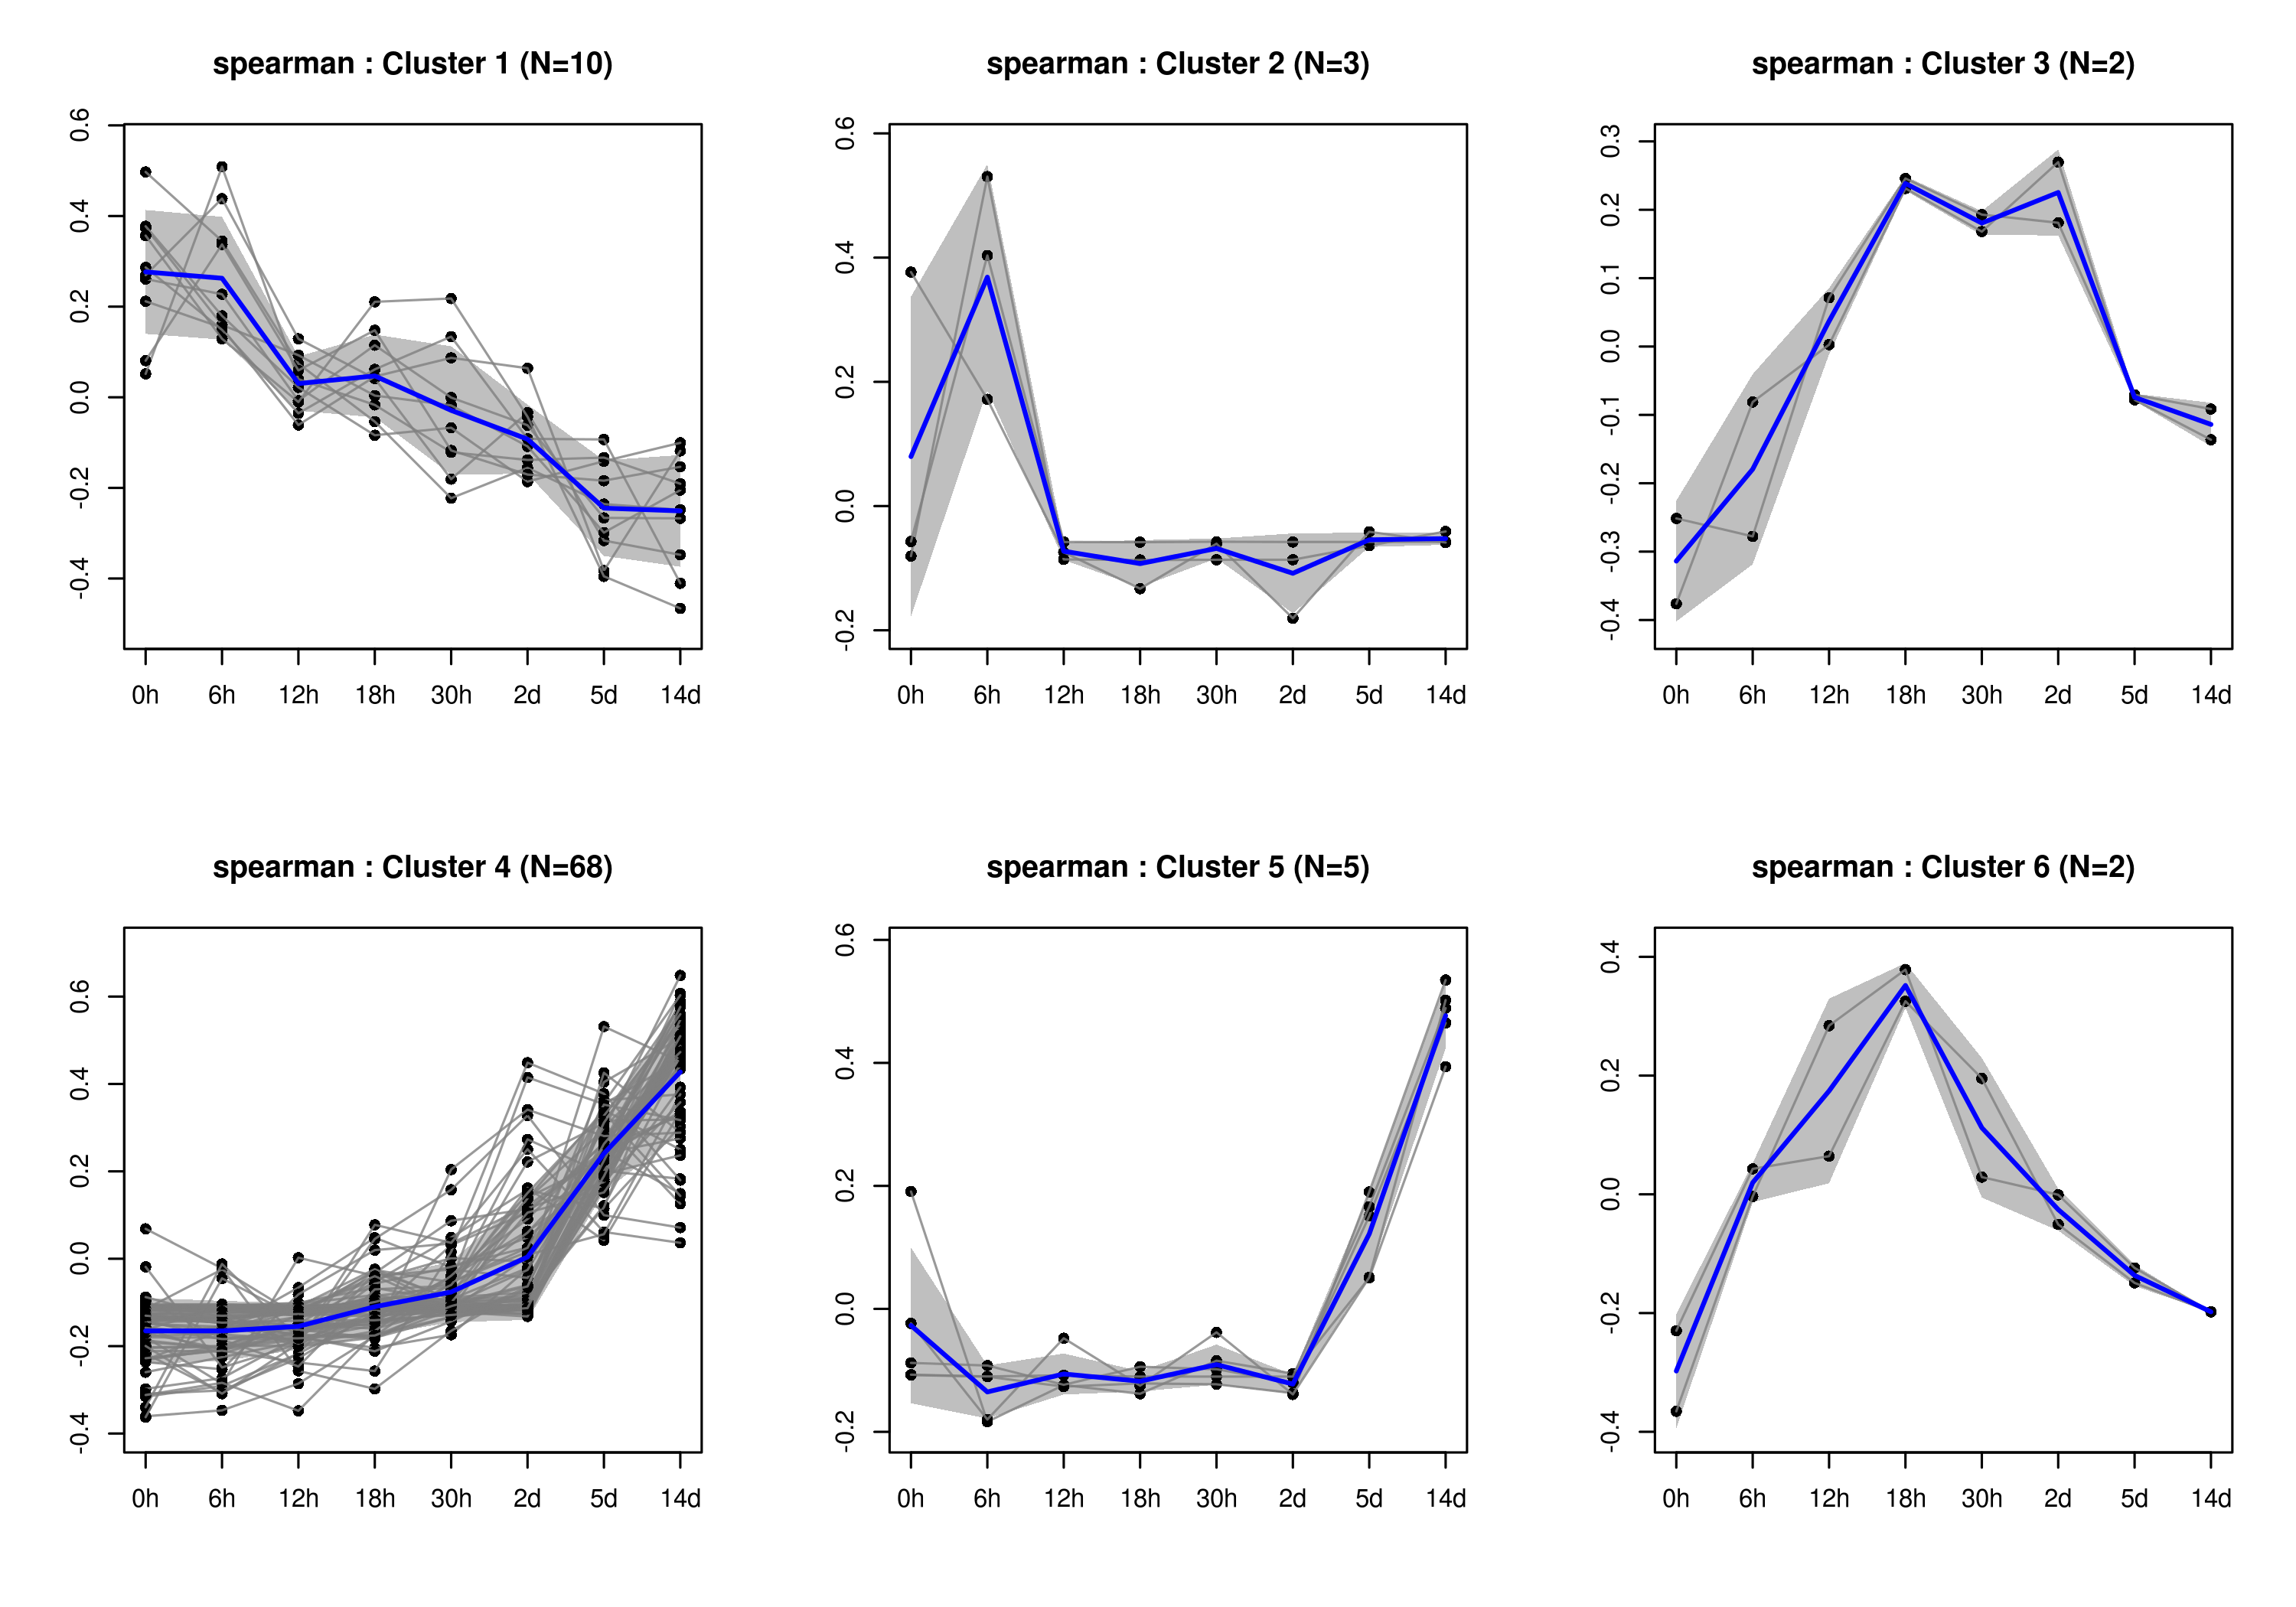 spearman : Cluster 1 (N=10)
0.6
0.4
0.2
0.0
-0.2
-0.4
0h 6h 12h 18h 30h 2d 5d 14d
spearman : Cluster 2 (N=3)
0.6
0.4
0.2
0.0
-0.2
0h 6h 12h 18h 30h 2d 5d 14d
spearman : Cluster 3 (N=2)
0.3
0.2
0.1
0.0
-0.1
-0.2
-0.3
-0.4
0h 6h 12h 18h 30h 2d 5d 14d
spearman : Cluster 4 (N=68)
0.6
0.4
0.2
0.0
-0.2
-0.4
0h 6h 12h 18h 30h 2d 5d 14d
spearman : Cluster 5 (N=5)
0.6
0.4
0.2
0.0
-0.2
0h 6h 12h 18h 30h 2d 5d 14d
spearman : Cluster 6 (N=2)
0.4
0.2
0.0
-0.2
-0.4
0h 6h 12h 18h 30h 2d 5d 14d